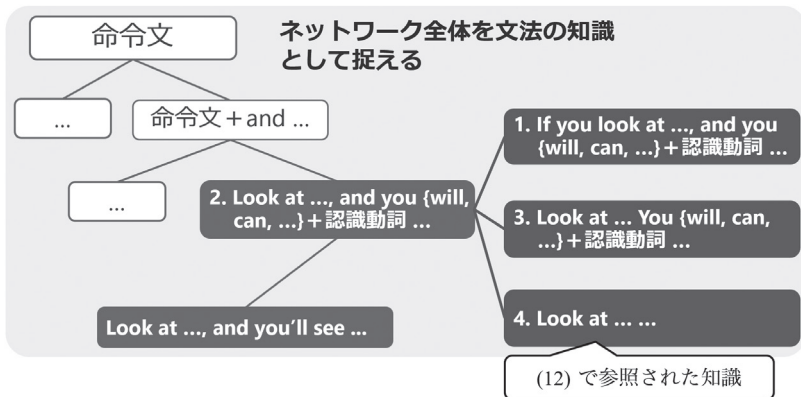 命令文
ネットワーク全体を文法の知識
として捉える
...
命令文+and ...
...
1. If you look at ..., and you
{will, can, ...}+認識動詞 ...
2. Look at ..., and you {will,
can, ...}+認識動詞 ...
3. Look at ... You {will, can,
...}+認識動詞 ...
Look at ..., and you’ll see ...
4. Look at ... ...
(12) で参照された知識